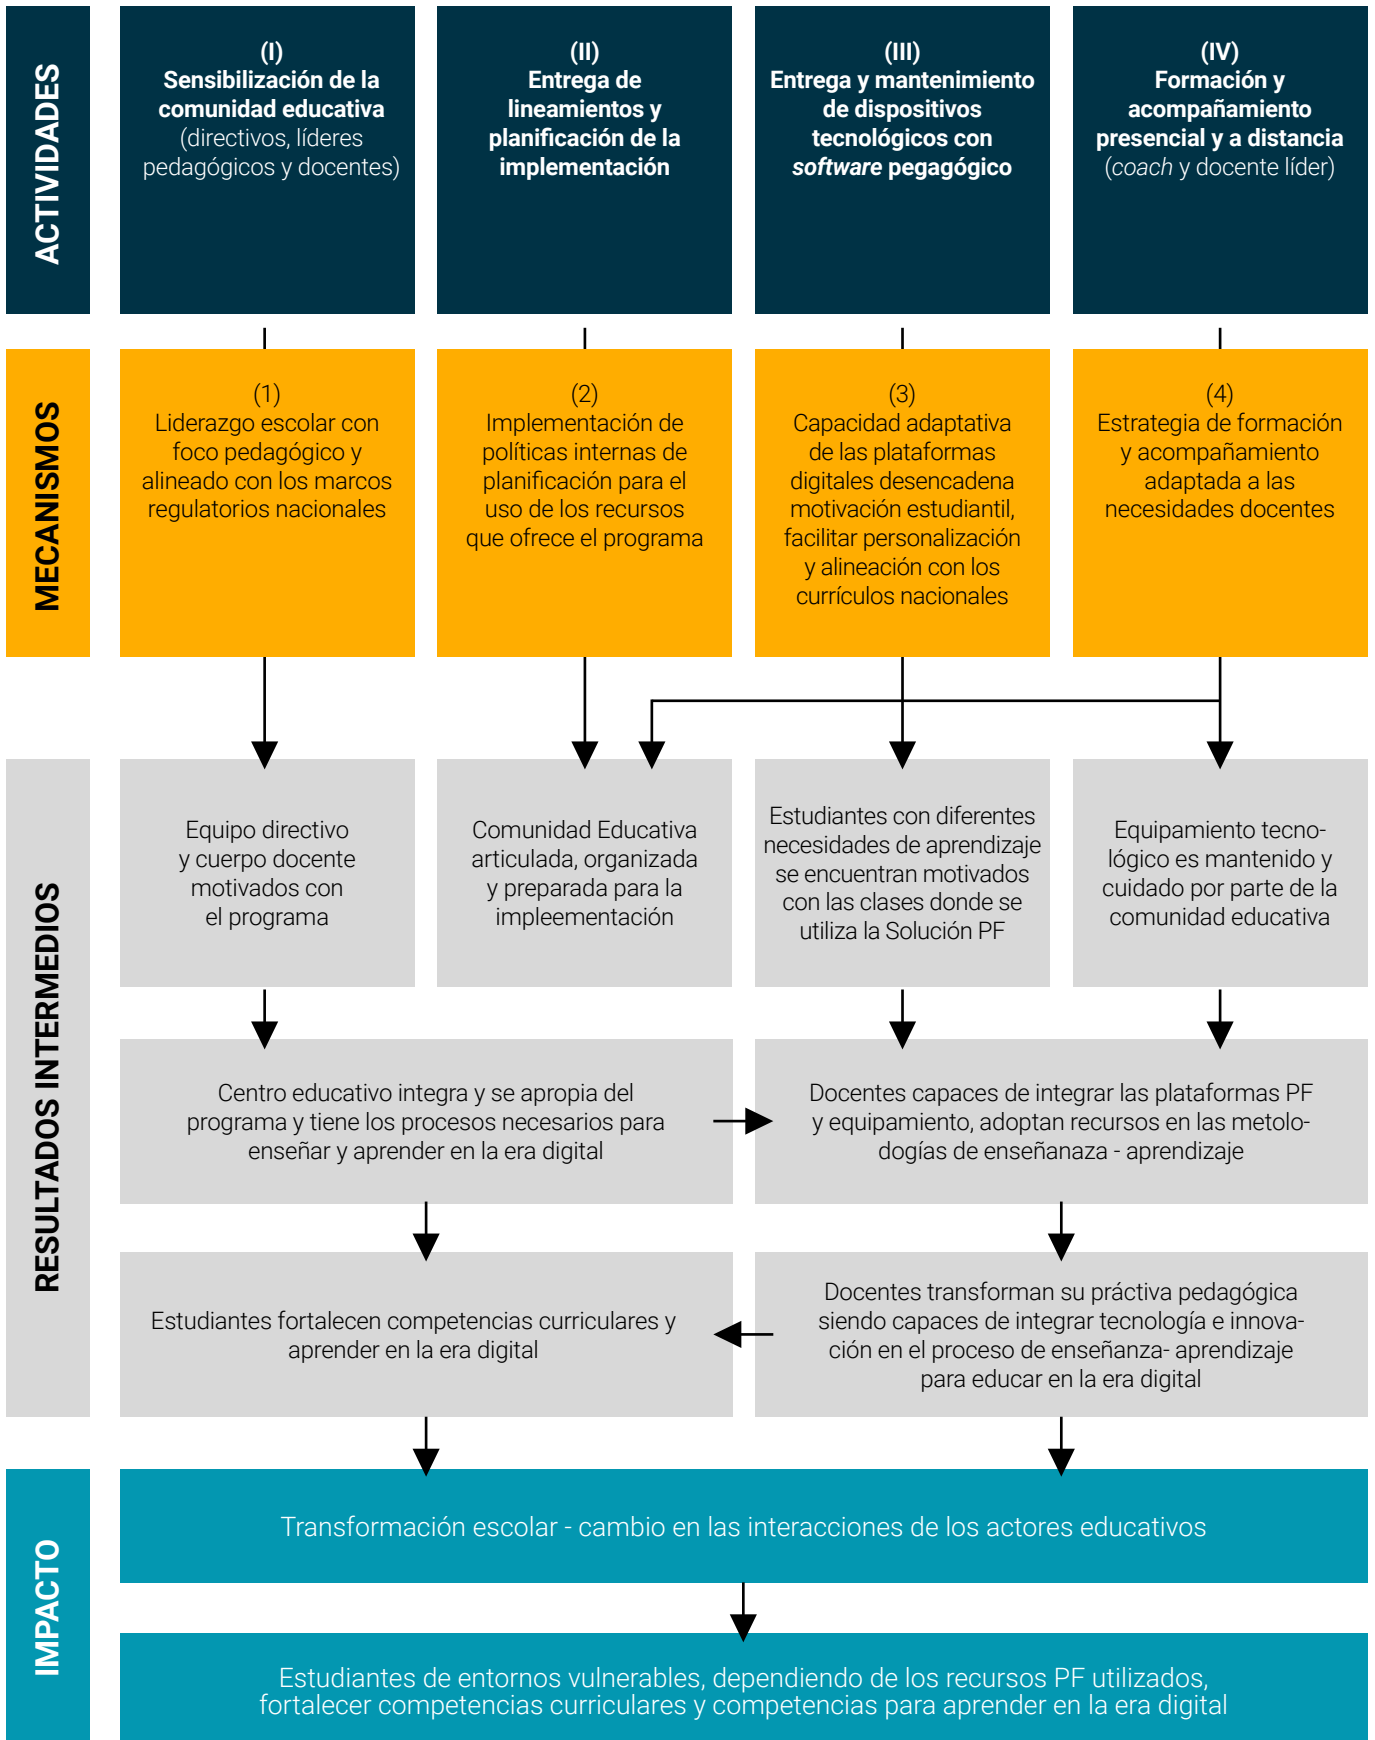 ACTIVIDADES
(I)
Sensibilización de la
comunidad educativa
(directivos, líderes
pedagógicos y docentes)
(II)
Entrega de
lineamientos y
planificación de la
implementación
(III)
Entrega y mantenimiento
de dispositivos
tecnológicos con
software pegagógico
(IV)
Formación y
acompañamiento
presencial y a distancia
(coach y docente líder)
MECANISMOS
(1)
Liderazgo escolar con
foco pedagógico y
alineado con los marcos
regulatorios nacionales
(2)
Implementación de
políticas internas de
planificación para el
uso de los recursos
que ofrece el programa
(3)
Capacidad adaptativa
de las plataformas
digitales desencadena
motivación estudiantil,
facilitar personalización
y alineación con los
currículos nacionales
(4)
Estrategia de formación
y acompañamiento
adaptada a las
necesidades docentes
RESULTADOS INTERMEDIOS
Equipo directivo
y cuerpo docente
motivados con
el programa
Comunidad Educativa
articulada, organizada
y preparada para la
impleementación
Estudiantes con diferentes
necesidades de aprendizaje
se encuentran motivados
con las clases donde se
utiliza la Solución PF
Equipamiento tecno-
lógico es mantenido y
cuidado por parte de la
comunidad educativa
Centro educativo integra y se apropia del
programa y tiene los procesos necesarios para
enseñar y aprender en la era digital
Docentes capaces de integrar las plataformas PF
y equipamiento, adoptan recursos en las metolo-
dogías de enseñanaza - aprendizaje
Estudiantes fortalecen competencias curriculares y
aprender en la era digital
Docentes transforman su práctiva pedagógica
siendo capaces de integrar tecnología e innova-
ción en el proceso de enseñanza- aprendizaje
para educar en la era digital
IMPACTO
Transformación escolar - cambio en las interacciones de los actores educativos
Estudiantes de entornos vulnerables, dependiendo de los recursos PF utilizados,
fortalecer competencias curriculares y competencias para aprender en la era digital